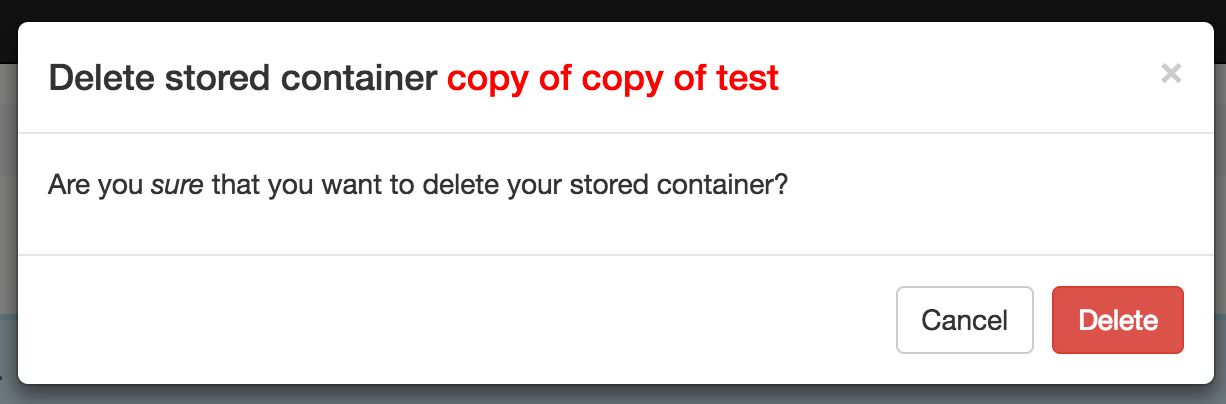 Delete stored container copy of copy of test
×
Are you sure that you want to delete your stored container?
Cancel
Delete